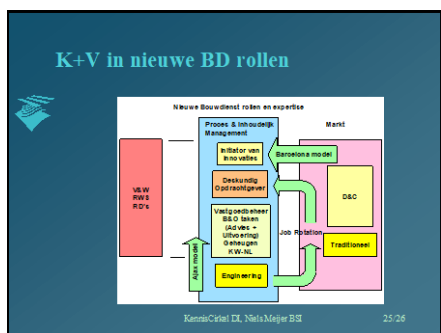 K+V in nieuwe BD rollen
Nieuwe Bouwdienst rollen en expertise
Proces & Inhoudelijk
Management
Markt
Initiator van
Innovaties
Barcelona model
V&W
RWS
RD's
Deskundig
Opdrachtgever
D&C
Vastgoedbeheer
B&O taken
(Advies +
Uitvoering)
Geheugen
KW-NL
Job Rotation
Traditioneel
Ajax model
Engineering
KennisCirkel DI, Niels Meijer BSI
25/26